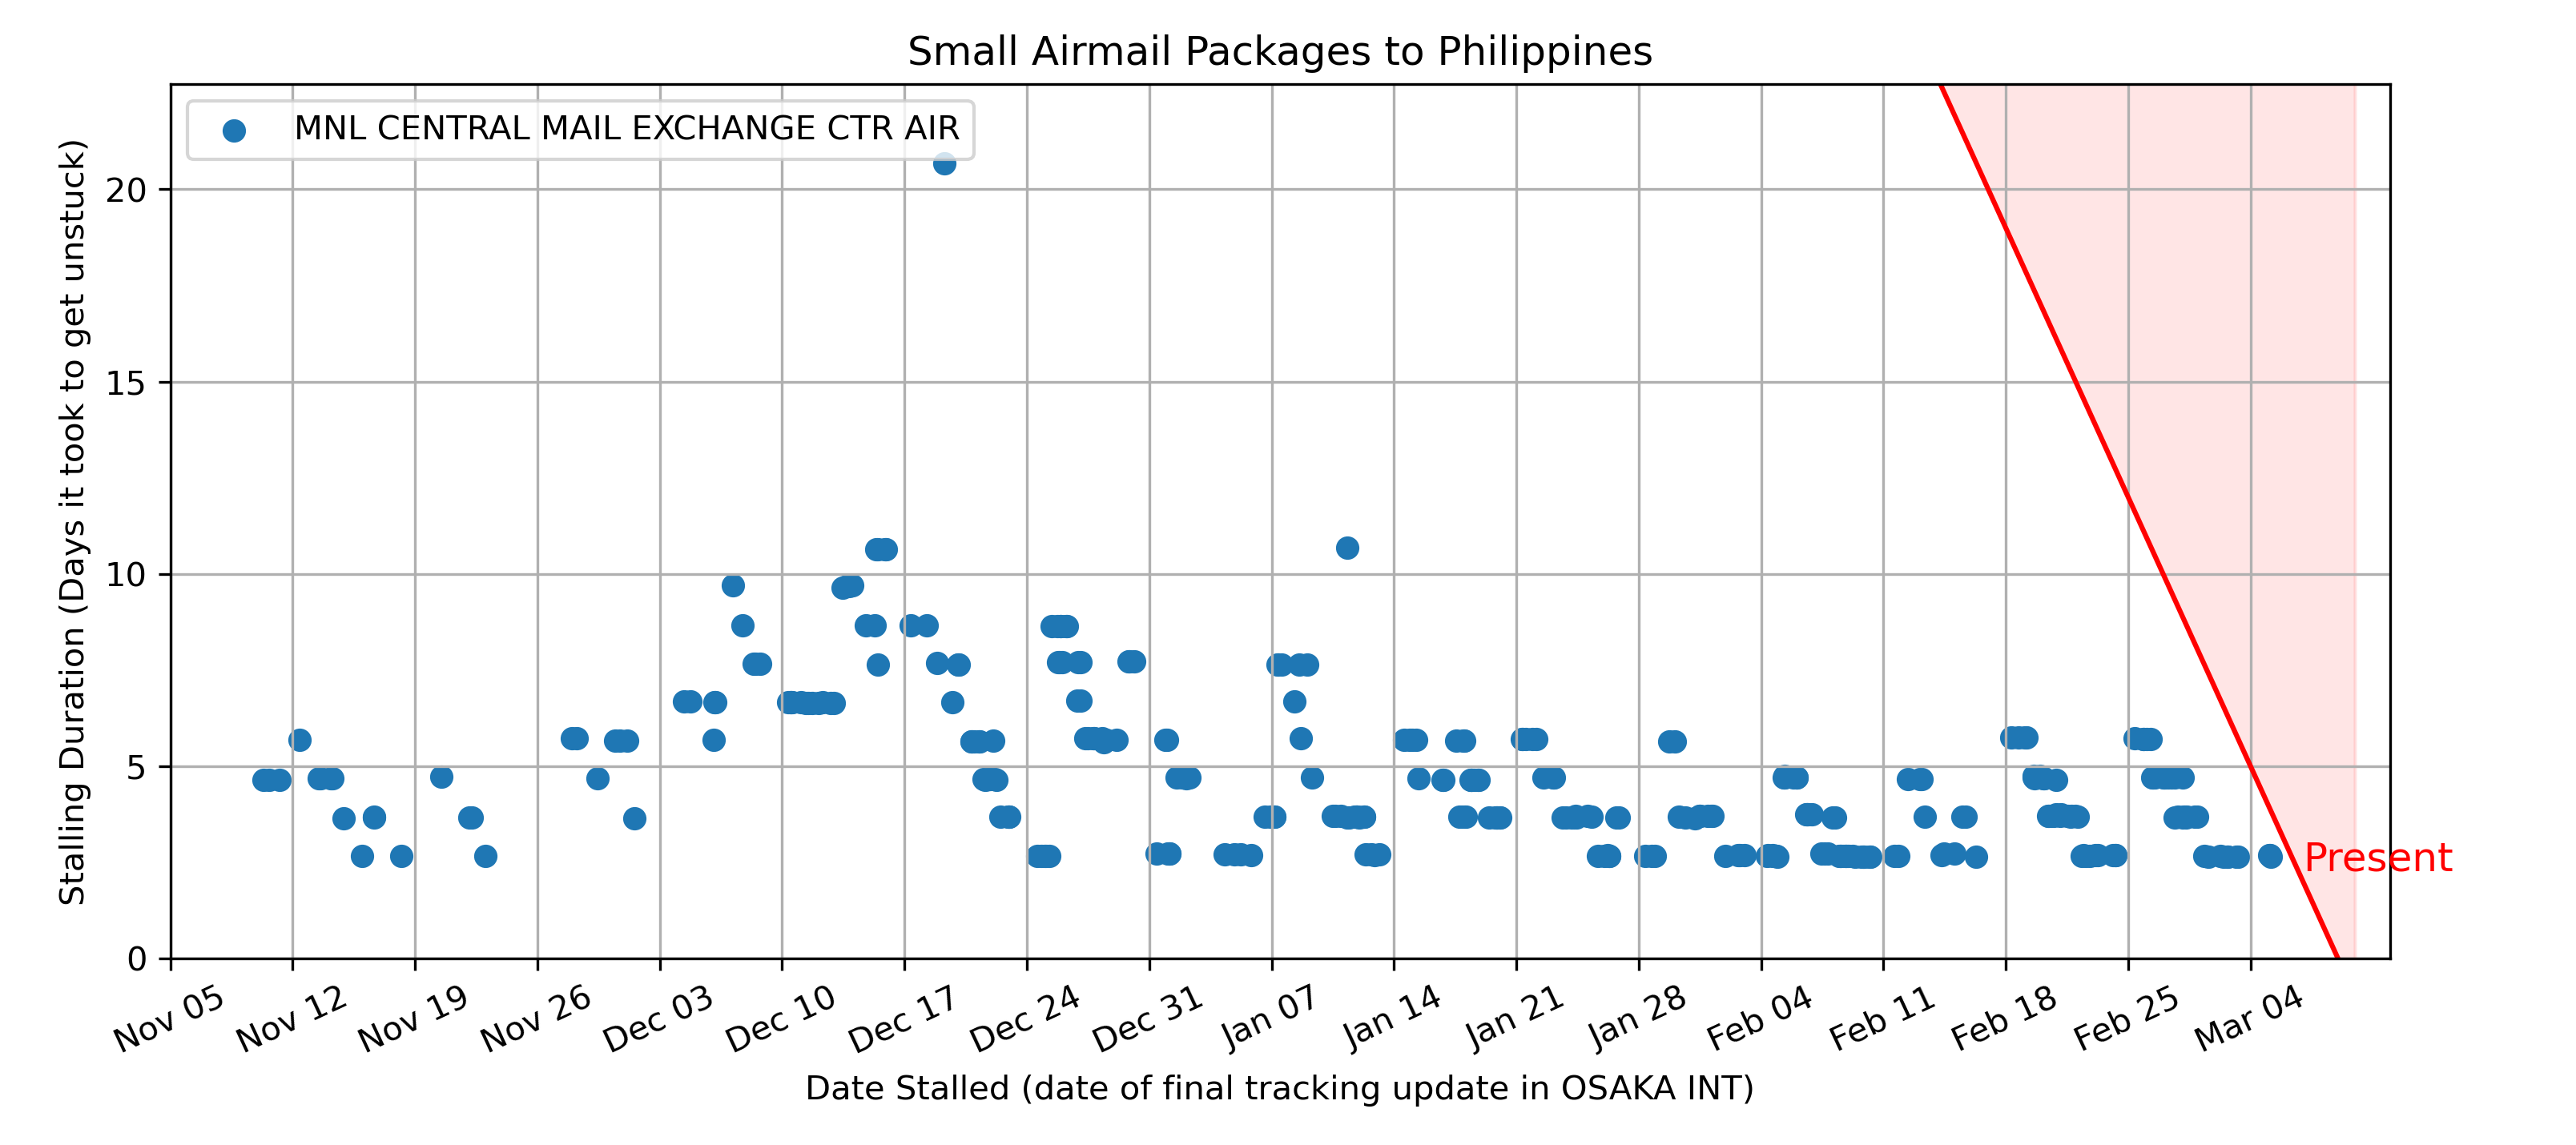 Small Airmail Packages to Philippines
MNL CENTRAL MAIL EXCHANGE CTR AIR
Stalling Duration (Days it took to get unstuck)
20
15
10
5
0
Present
Nov 05
Nov 12
Nov 19
Nov 26
Dec 03
Dec 10
Dec 17
Dec 24
Dec 31
Jan 07
Jan 14
Jan 21
Jan 28
Feb 04
Feb 11
Feb 18
Feb 25
Mar 04
Date Stalled (date of final tracking update in OSAKA INT)